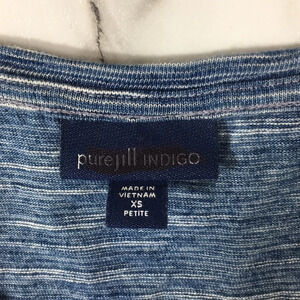 purejill INDIGO
MADE IN
VIETNAM
XS
PETITE